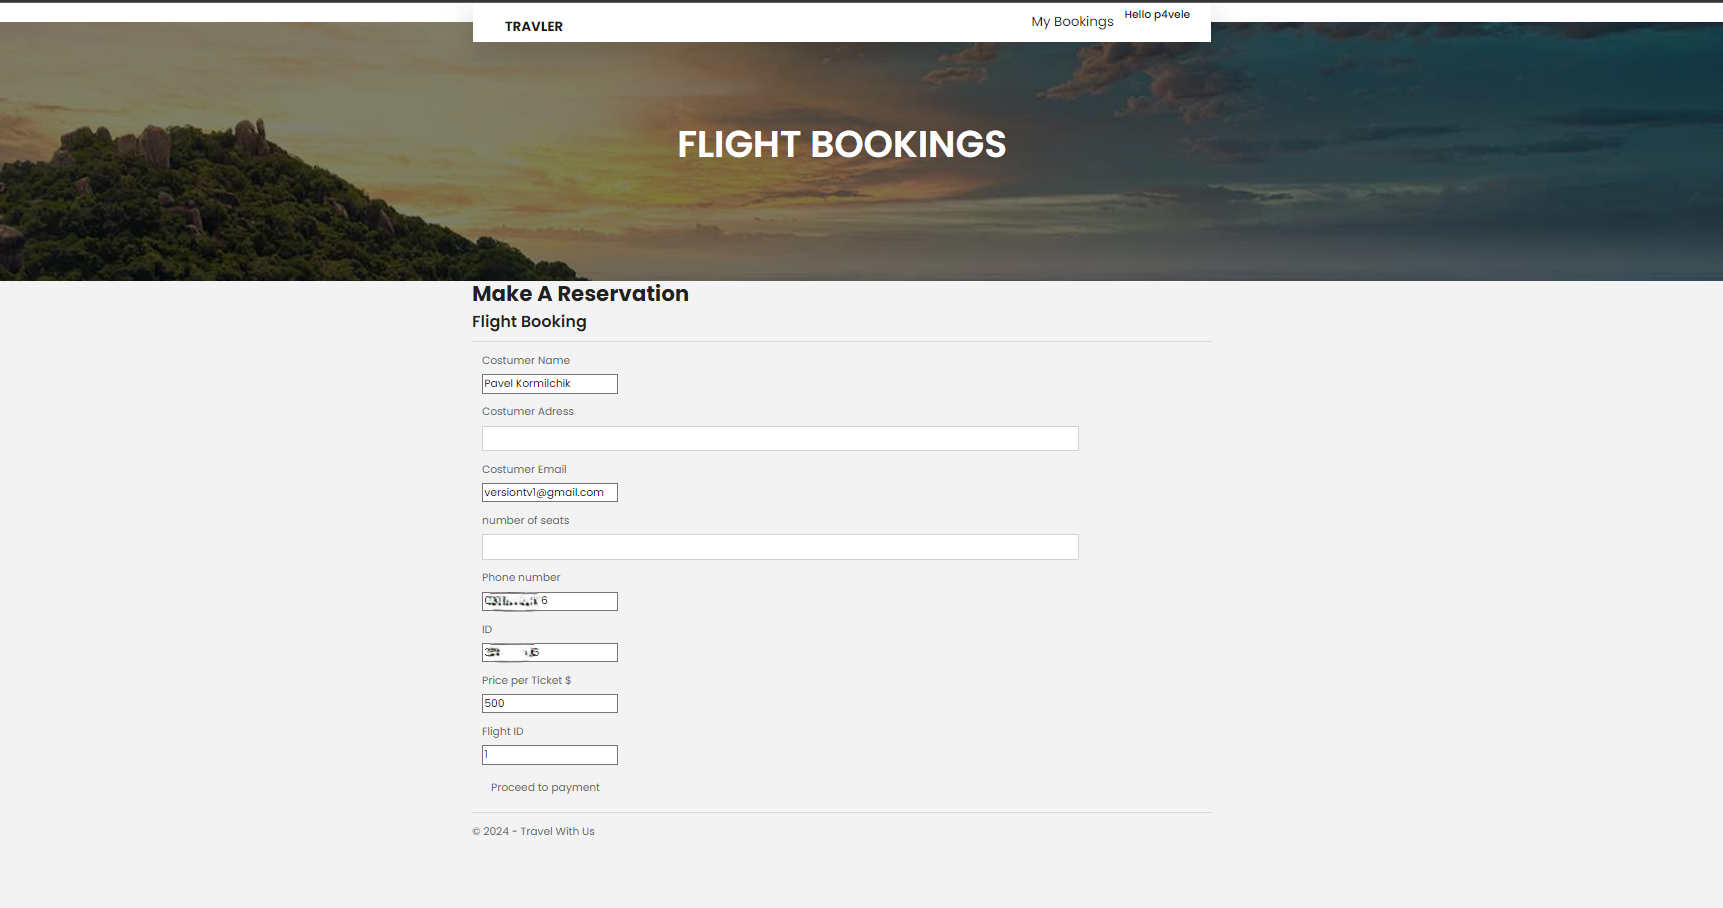 TRAVLER
My Bookings
Hello p4vele
FLIGHT BOOKINGS
Make A Reservation
Flight Booking
Costumer Name
Pavel Kormilchik
Costumer Adress
Costumer Email
versiontv1@gmail.com
number of seats
Phone number
6
ID
6
Price per Ticket $
500
Flight ID
1
Proceed to payment
© 2024 - Travel With Us